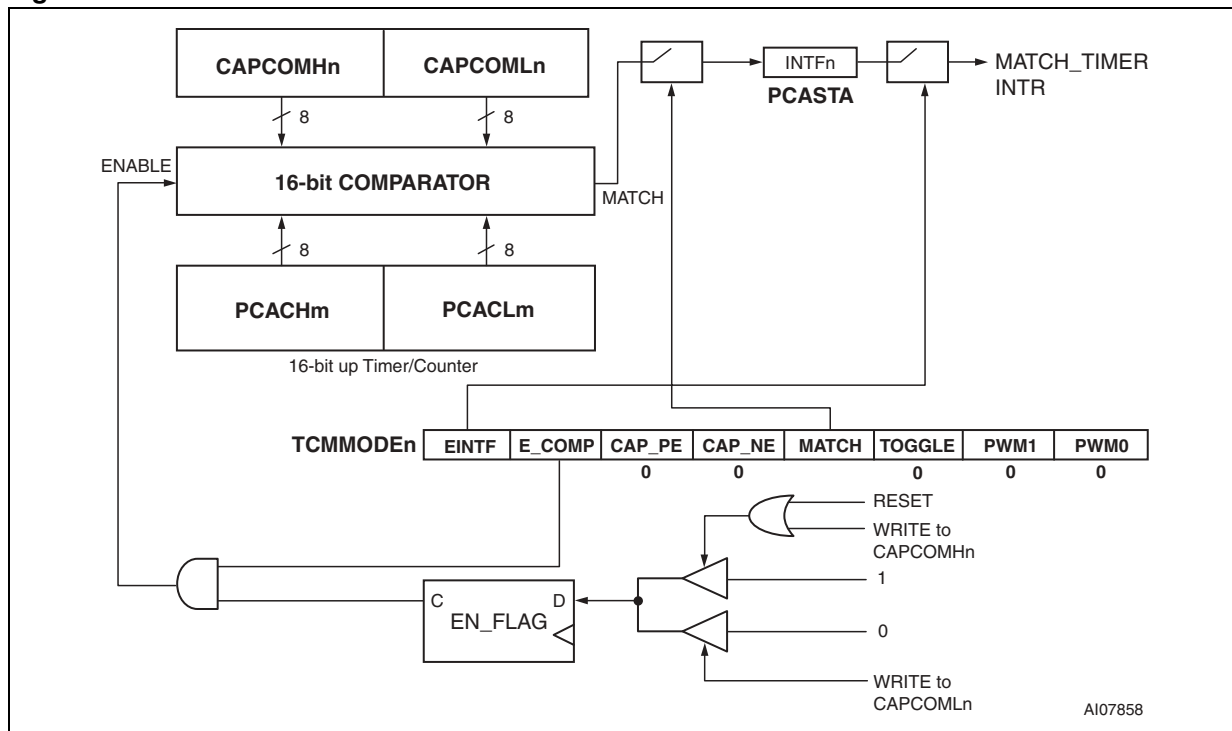 CAPCOMHn
CAPCOMLn
INTFn
PCASTA
MATCH_TIMER
INTR
8
8
ENABLE
16-bit COMPARATOR
MATCH
8
8
PCACHm
PCACLm
16-bit up Timer/Counter
TCMMODEn EINTF E_COMP CAP_PE CAP_NE MATCH TOGGLE PWM1 PWM0
0 0 0 0 0
RESET
WRITE to
CAPCOMHn
1
C D
EN_FLAG
0
WRITE to
CAPCOMLn
AI07858